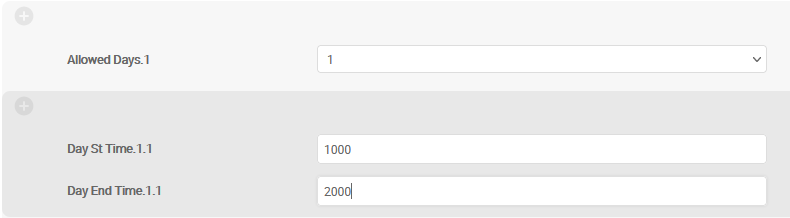 Allowed Days.1
1
Day St Time.1.1
1000
Day End Time.1.1
2000